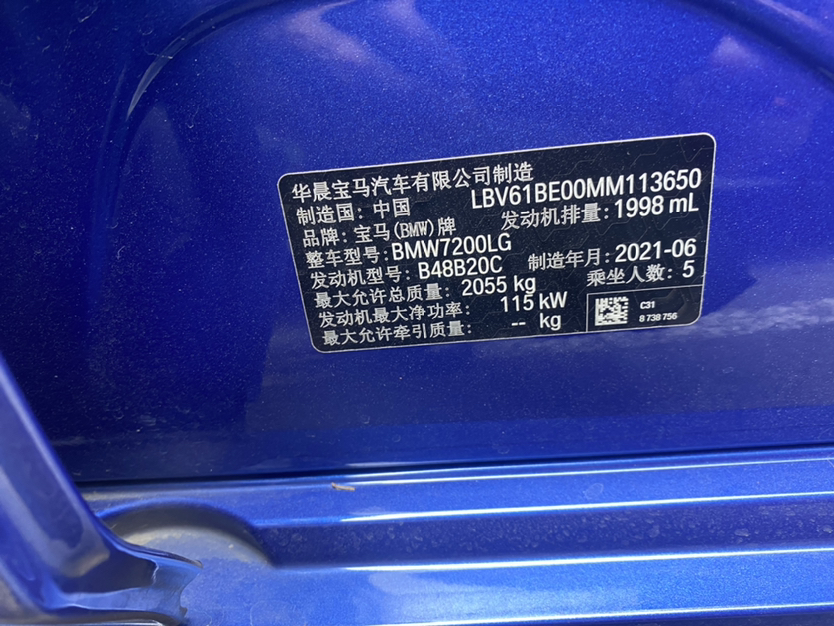 华晨宝马汽车有限公司制造
制造国：中国 LBV61BE00MM113650
品牌：宝马(BMW)牌 发动机排量：1998 mL
整车型号：BMW7200LG
发动机型号：B48B20C 制造年月：2021-06
最大允许总质量：2055 kg 乘坐人数：5
发动机最大净功率：115 kW
最大允许牵引质量：-- kg
C31
8 738 756